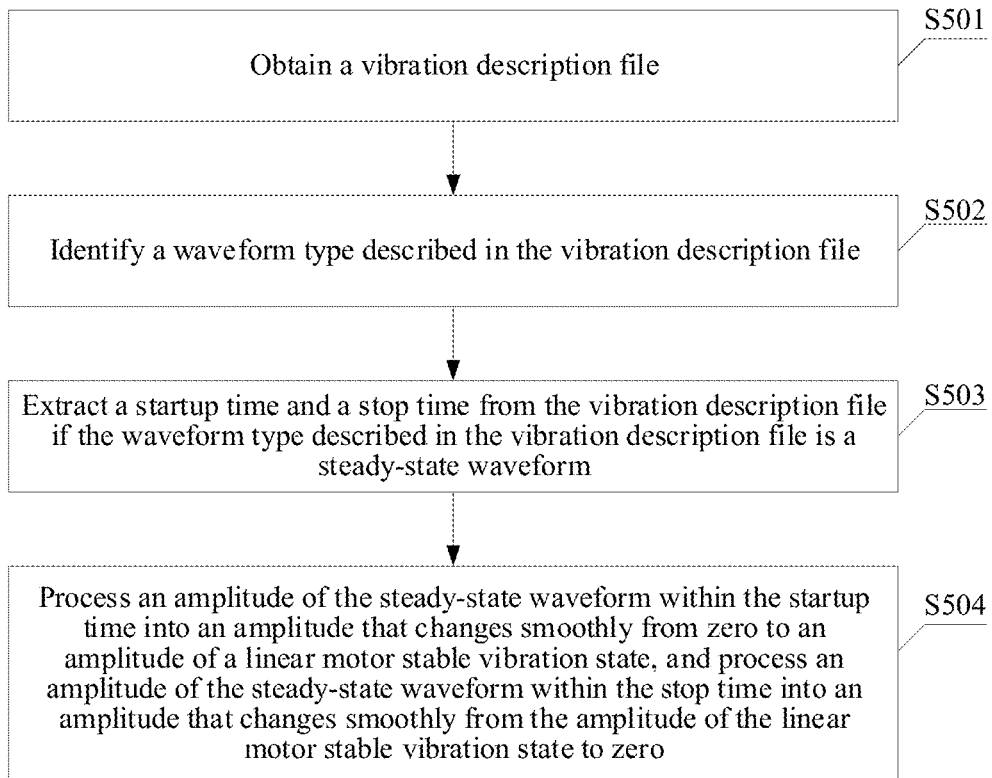 S501
Obtain a vibration description file
S502
Identify a waveform type described in the vibration description file
S503
Extract a startup time and a stop time from the vibration description file
if the waveform type described in the vibration description file is a
steady-state waveform
S504
Process an amplitude of the steady-state waveform within the startup
time into an amplitude that changes smoothly from zero to an
amplitude of a linear motor stable vibration state, and process an
amplitude of the steady-state waveform within the stop time into an
amplitude that changes smoothly from the amplitude of the linear
motor stable vibration state to zero